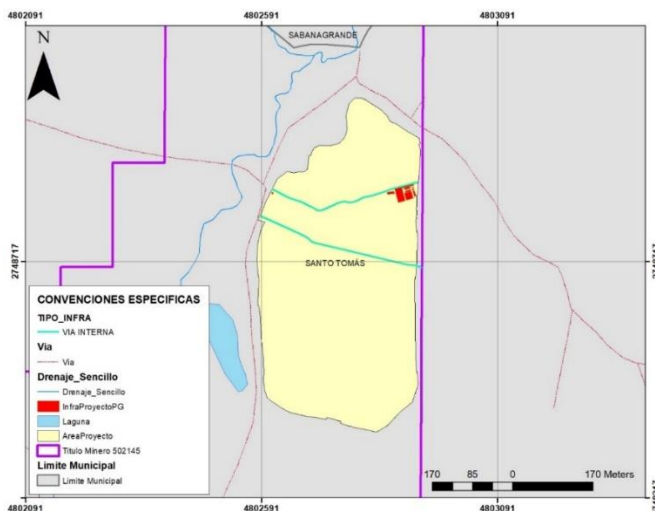 4802091 4802591 4803091
N
SABANAGRANDE
2748717 2748717
SANTO TOMÁS
CONVENCIONES ESPECIFICAS
TIPO_INFRA
VIA INTERNA
Via
Via
Drenaje_Sencillo
Drenaje_Sencillo
InfraProyectoPG
Laguna
AreaProyecto
Titulo Minero 502145
Limite Municipal
Limite Municipal
170 85 0 170 Meters
4802091 4802591 4803091